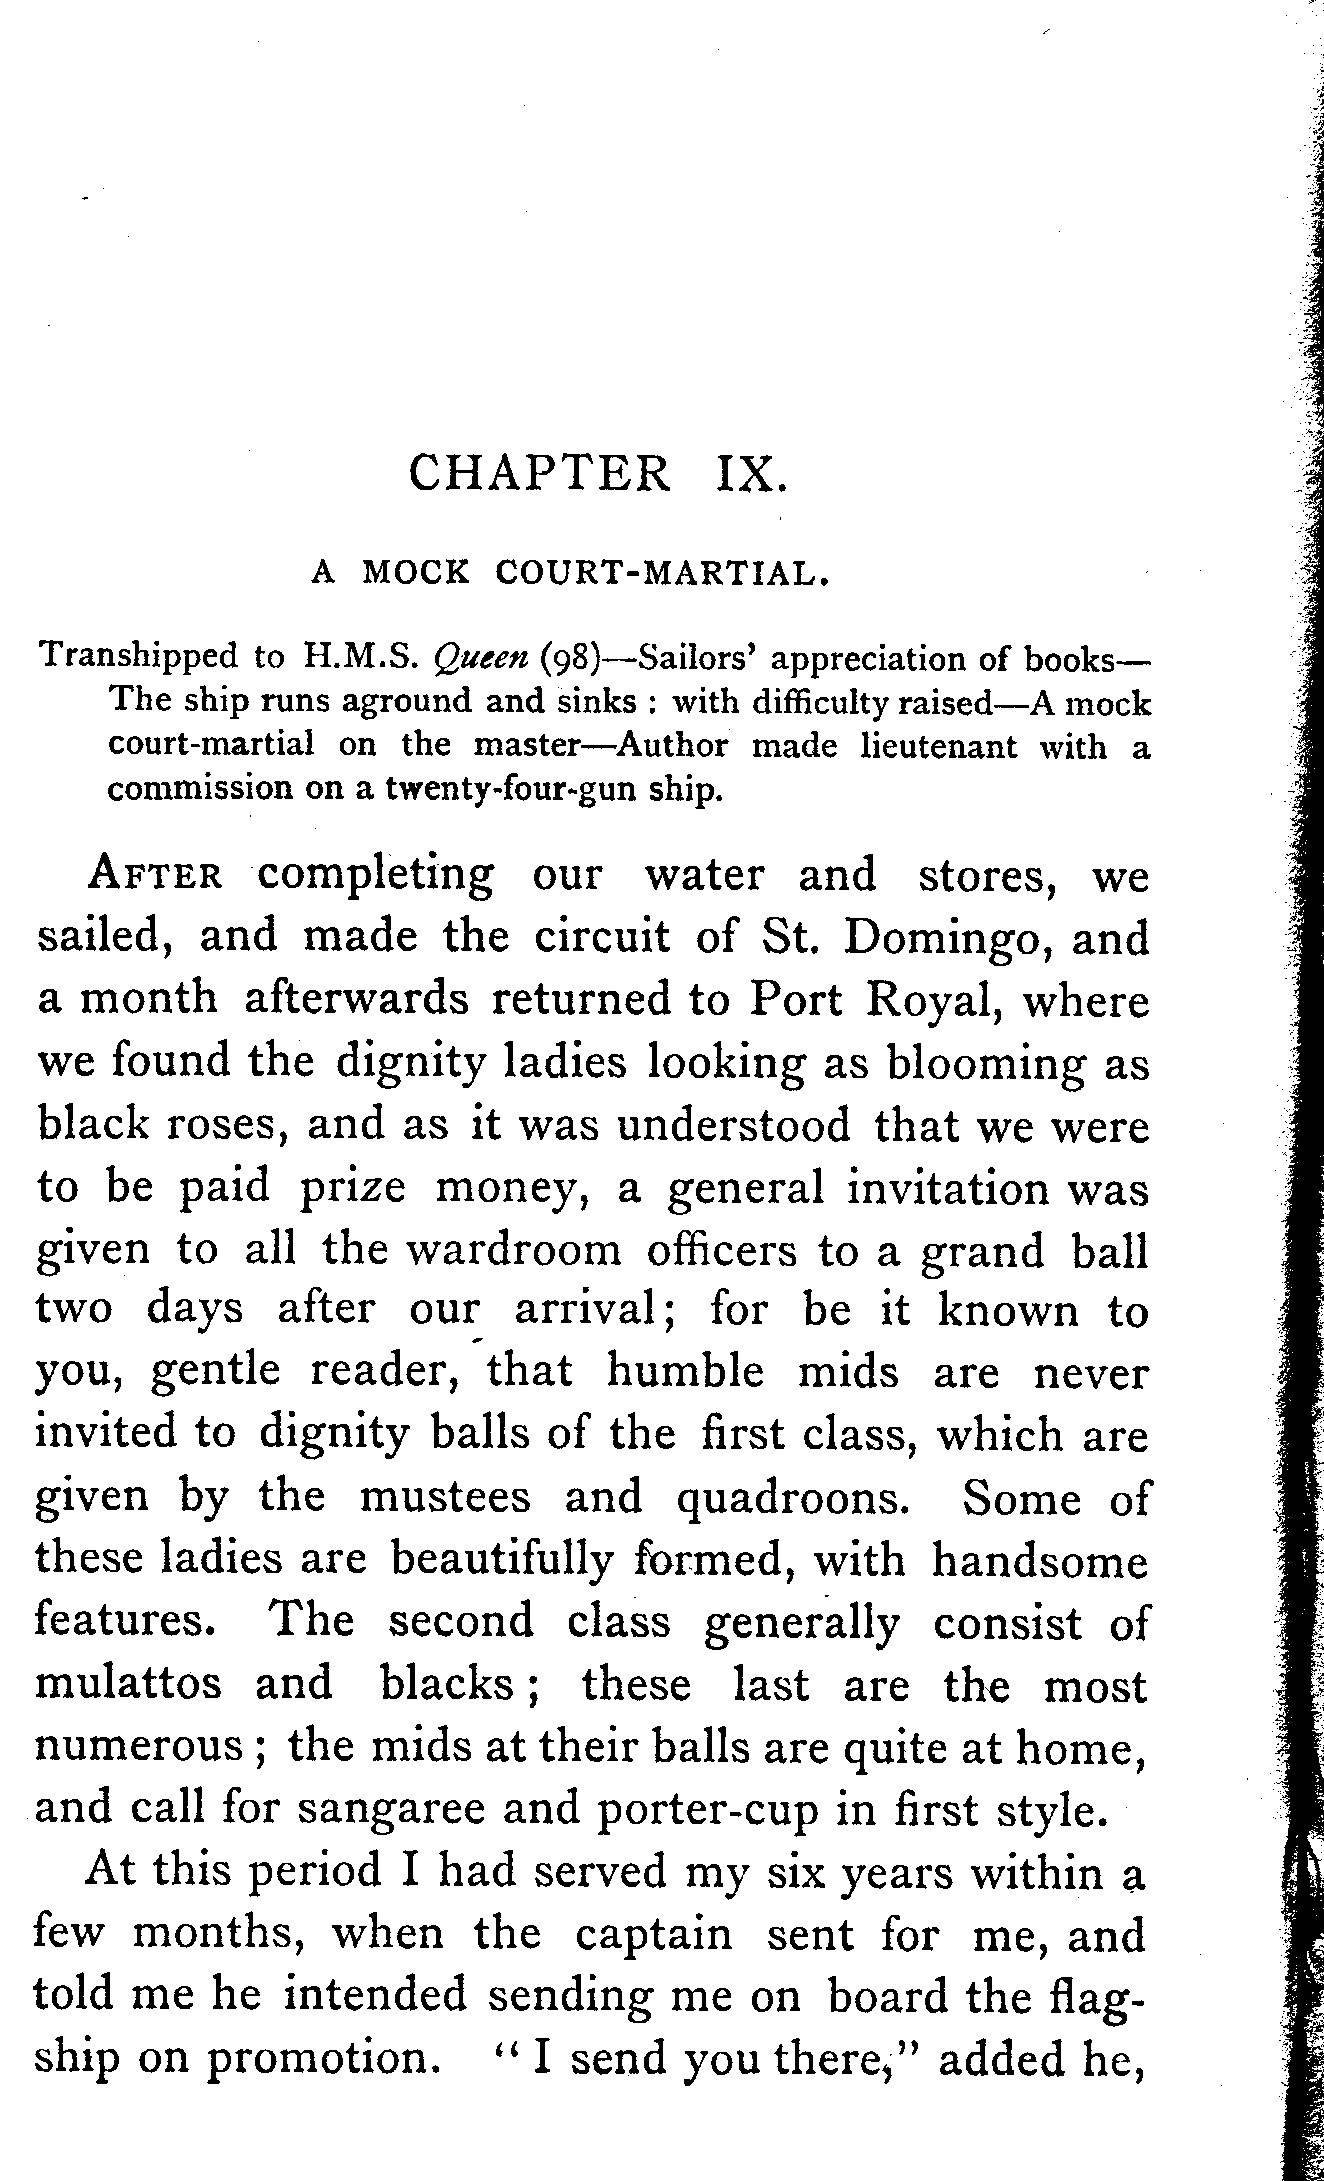 CHAPTER IX.
A MOCK COURT-MARTIAL.
Transhipped to H.M.S. Queen (98)—Sailors' appreciation of books—
The ship runs aground and sinks : with difficulty raised—A mock
court-martial on the master—Author made lieutenant with a
commission on a twenty-four-gun ship.
AFTER completing our water and stores, we
sailed, and made the circuit of St. Domingo, and
a month afterwards returned to Port Royal, where
we found the dignity ladies looking as blooming as
black roses, and as it was understood that we were
to be paid prize money, a general invitation was
given to all the wardroom officers to a grand ball
two days after our arrival; for be it known to
you, gentle reader, that humble mids are never
invited to dignity balls of the first class, which are
given by the mustees and quadroons. Some of
these ladies are beautifully formed, with handsome
features. The second class generally consist of
mulattos and blacks ; these last are the most
numerous ; the mids at their balls are quite at home,
and call for sangaree and porter-cup in first style.
At this period I had served my six years within a
few months, when the captain sent for me, and
told me he intended sending me on board the flag-
ship on promotion. "I send you there," added he,